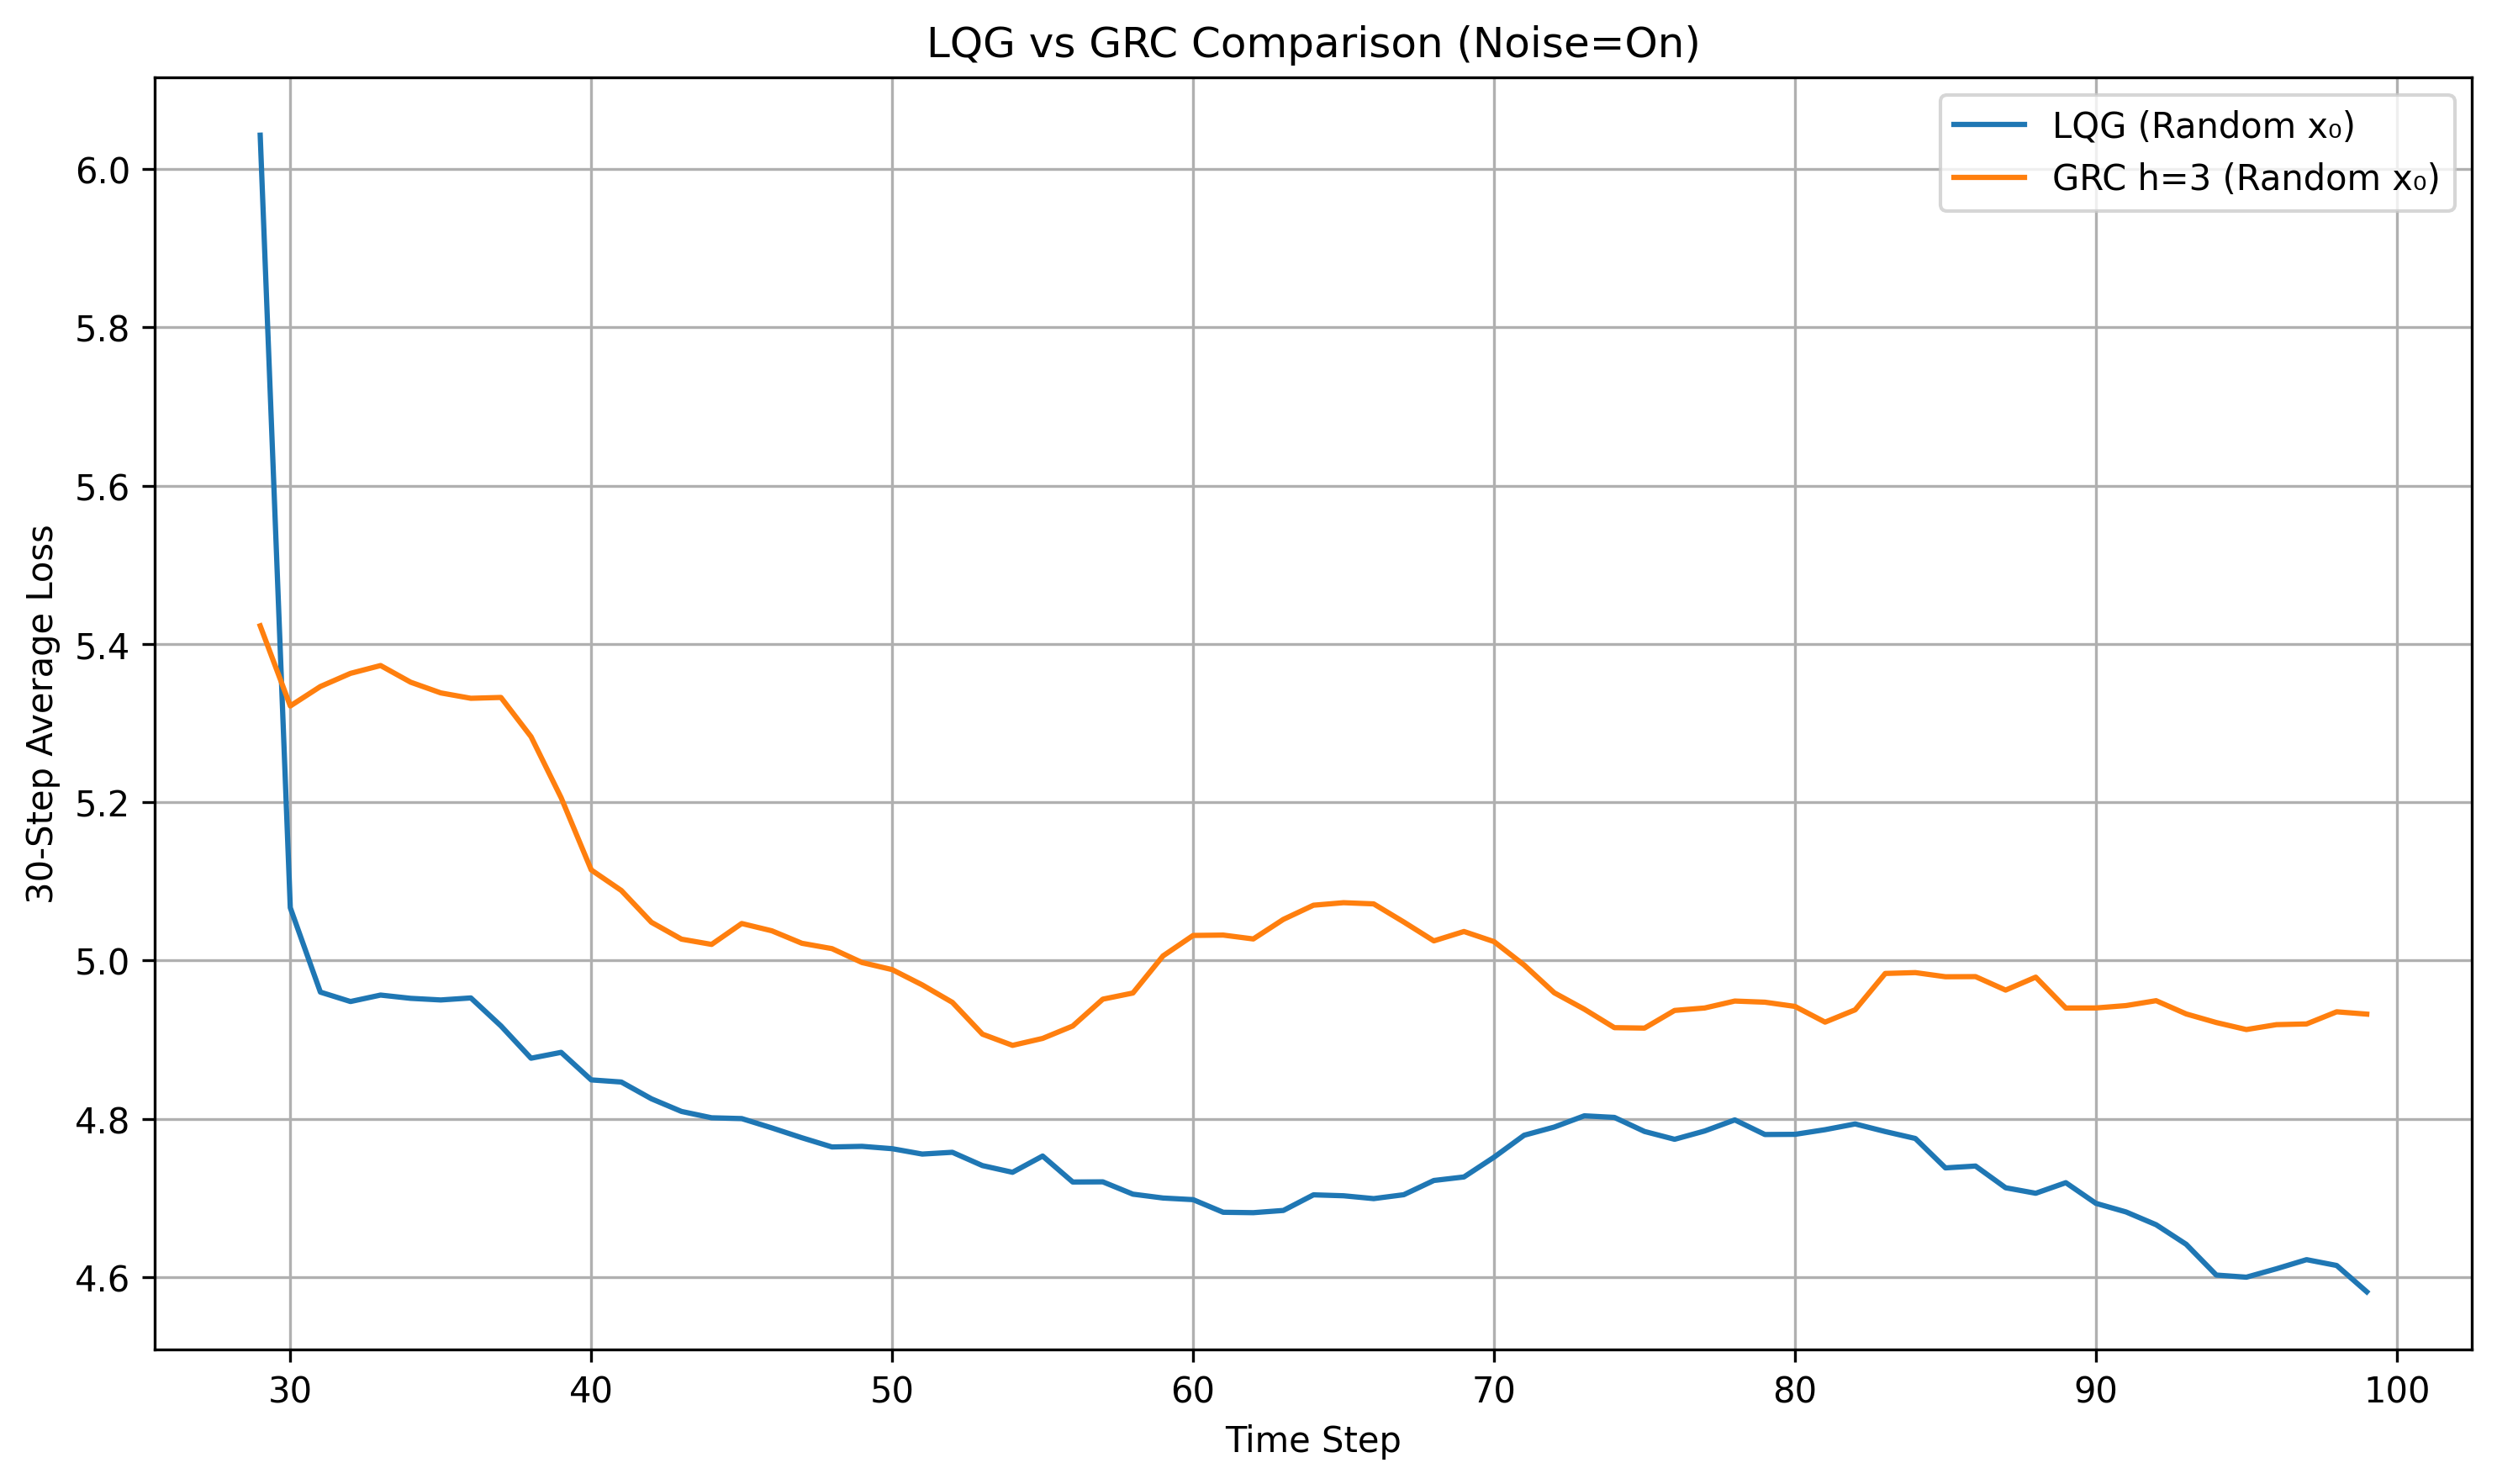 LQG vs GRC Comparison (Noise=On)
LQG (Random x₀)
GRC h=3 (Random x₀)
30-Step Average Loss
6.0
5.8
5.6
5.4
5.2
5.0
4.8
4.6
30 40 50 60 70 80 90 100
Time Step